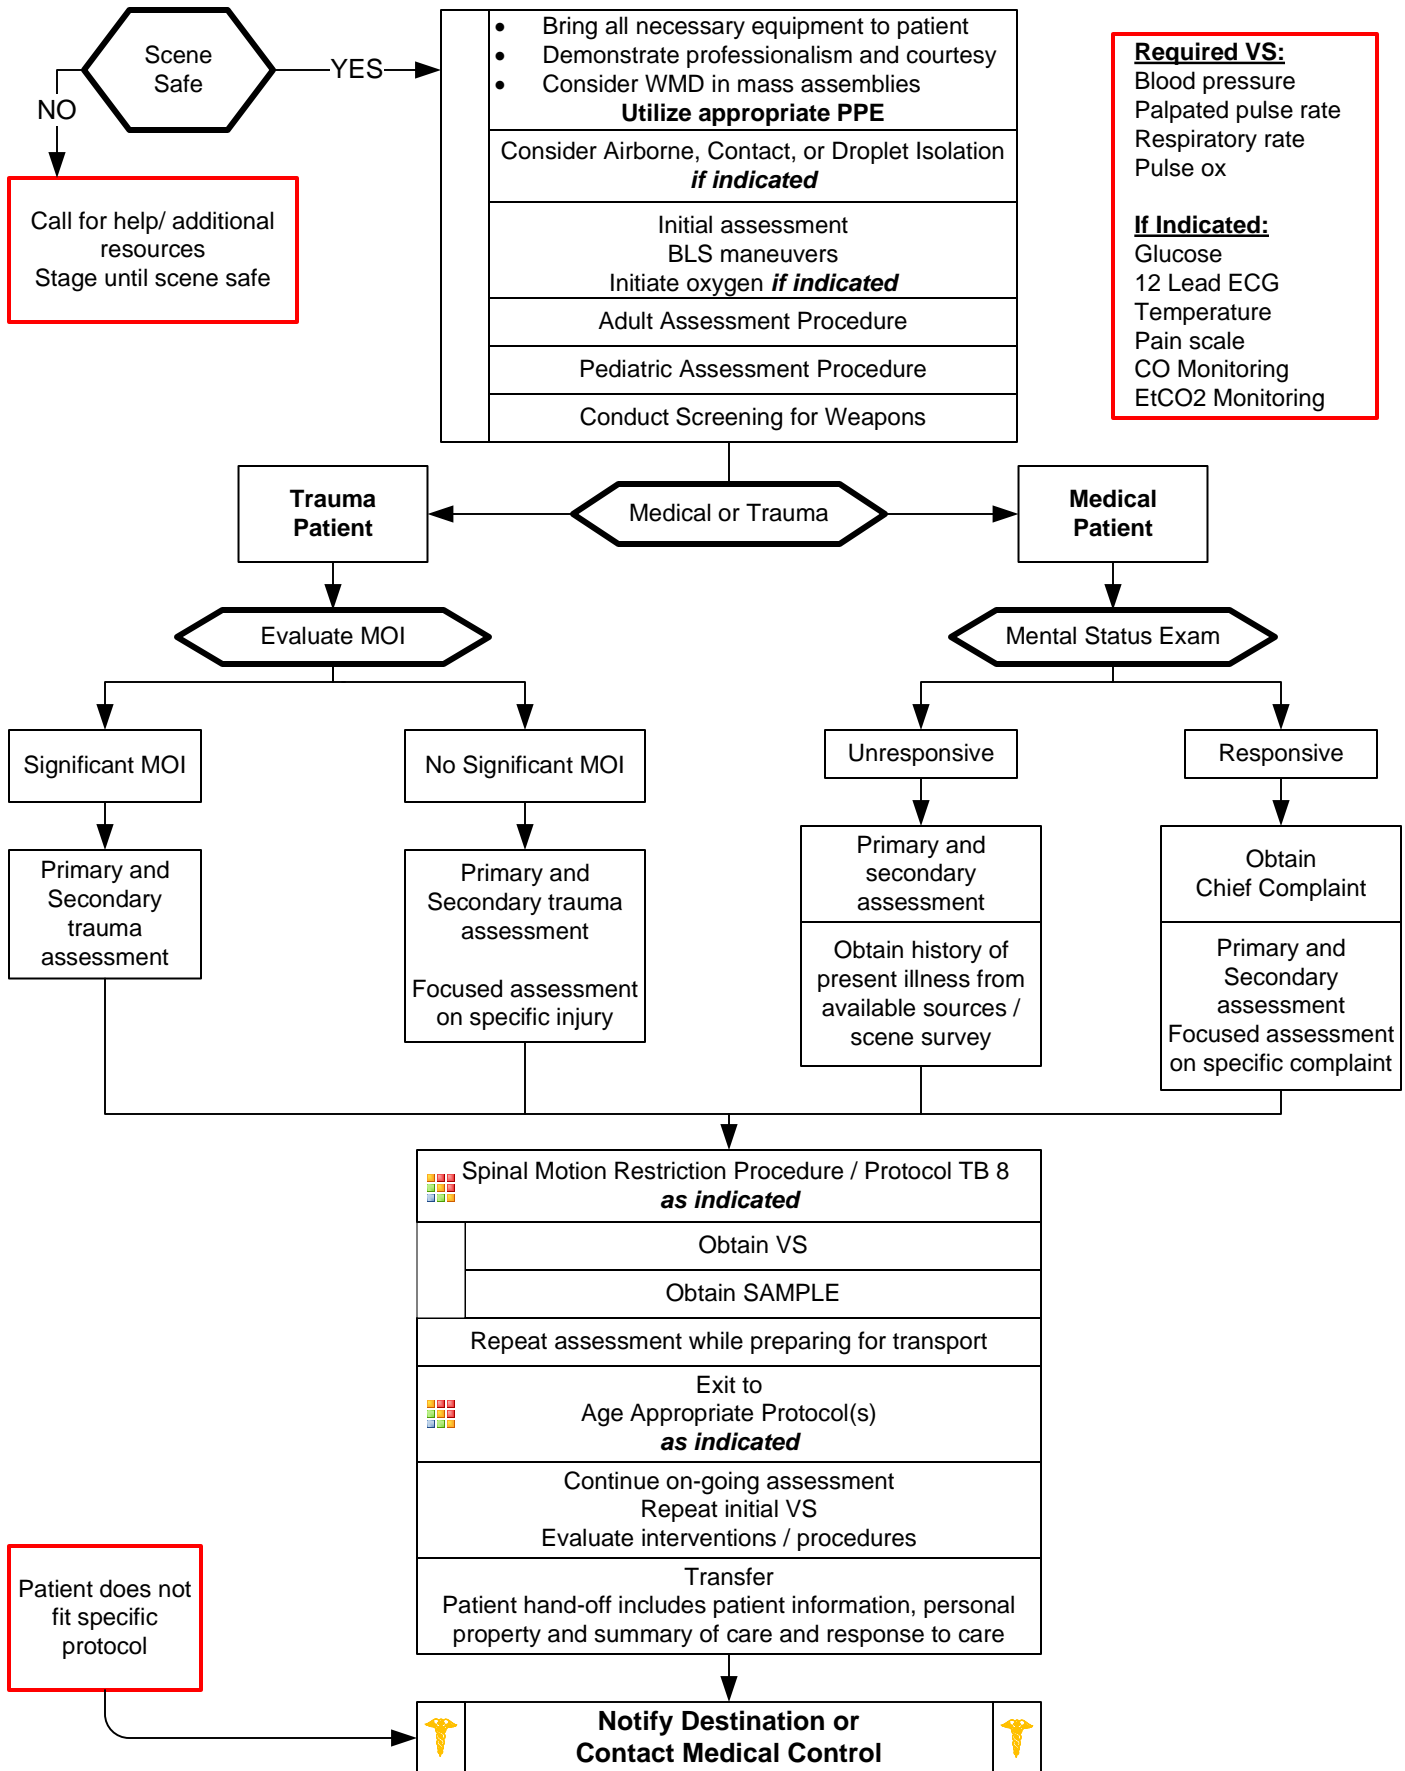 Scene
Safe
YES
NO
Call for help/ additional
resources
Stage until scene safe
• Bring all necessary equipment to patient
• Demonstrate professionalism and courtesy
• Consider WMD in mass assemblies
Utilize appropriate PPE
Consider Airborne, Contact, or Droplet Isolation
if indicated
Initial assessment
BLS maneuvers
Initiate oxygen if indicated
Adult Assessment Procedure
Pediatric Assessment Procedure
Conduct Screening for Weapons
Required VS:
Blood pressure
Palpated pulse rate
Respiratory rate
Pulse ox
If Indicated:
Glucose
12 Lead ECG
Temperature
Pain scale
CO Monitoring
EtCO2 Monitoring
Trauma
Patient
Medical or Trauma
Medical
Patient
Evaluate MOI
Mental Status Exam
Significant MOI
No Significant MOI
Unresponsive
Responsive
Primary and
Secondary
trauma
assessment
Primary and
Secondary trauma
assessment
Focused assessment
on specific injury
Primary and
secondary
assessment
Obtain history of
present illness from
available sources /
scene survey
Obtain
Chief Complaint
Primary and
Secondary
assessment
Focused assessment
on specific complaint
Spinal Motion Restriction Procedure / Protocol TB 8
as indicated
Obtain VS
Obtain SAMPLE
Repeat assessment while preparing for transport
Exit to
Age Appropriate Protocol(s)
as indicated
Continue on-going assessment
Repeat initial VS
Evaluate interventions / procedures
Transfer
Patient hand-off includes patient information, personal
property and summary of care and response to care
Patient does not
fit specific
protocol
Notify Destination or
Contact Medical Control